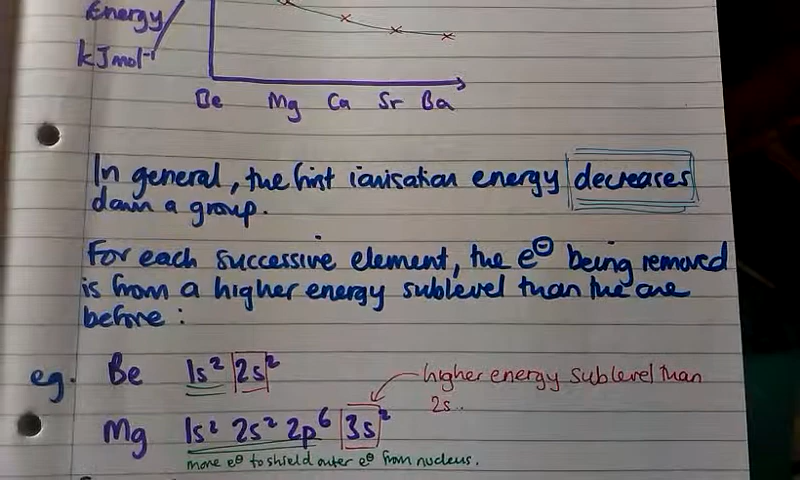 Energy/
kJmol⁻¹
Be Mg Ca Sr Ba
In general, the first ionisation energy decreases
down a group.
For each successive element, the e⊖ being removed
is from a higher energy sublevel than the one
before :
eg. Be 1s² 2s²
higher energy sublevel than
2s..
Mg 1s² 2s² 2p⁶ 3s²
more e⊖ to shield outer e⊖ from nucleus.